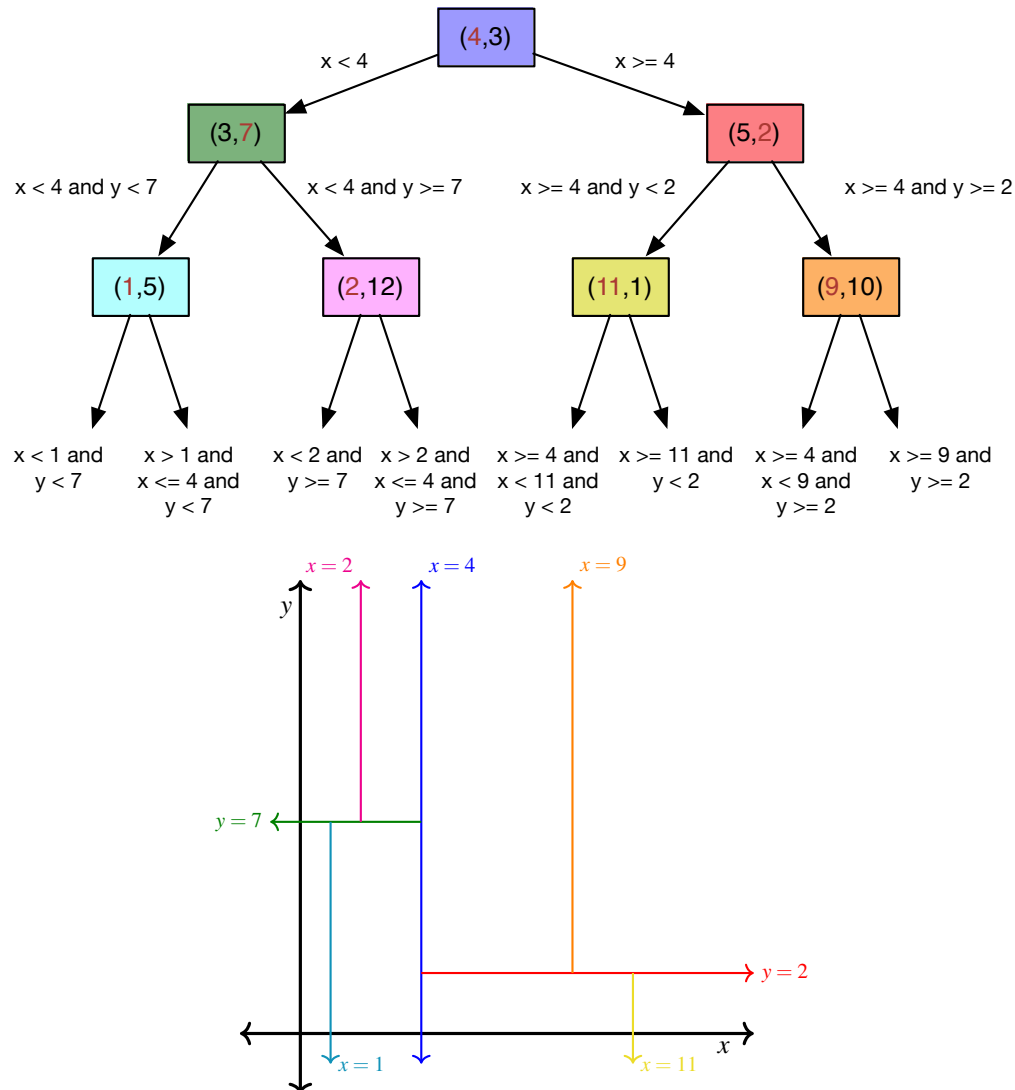 (4,3)
x < 4
x >= 4
(3,7)
(5,2)
x < 4 and y < 7
x < 4 and y >= 7
x >= 4 and y < 2
x >= 4 and y >= 2
(1,5)
(2,12)
(11,1)
(9,10)
x < 1 and
y < 7
x > 1 and
x <= 4 and
y < 7
x < 2 and
y >= 7
x > 2 and
x <= 4 and
y >= 7
x >= 4 and
x < 11 and
y < 2
x >= 11 and
y < 2
x >= 4 and
x < 9 and
y >= 2
x >= 9 and
y >= 2
x = 2
x = 4
x = 9
y
y = 7
y = 2
x
x = 1
x = 11